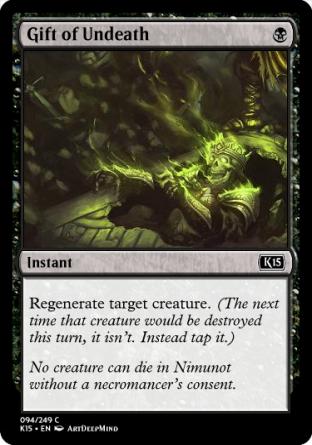 Gift of Undeath
Instant
K15
Regenerate target creature. (The next
time that creature would be destroyed
this turn, it isn't. Instead tap it.)
No creature can die in Nimunot
without a necromancer's consent.
094/249 C
K15 • EN ArtDeepMind